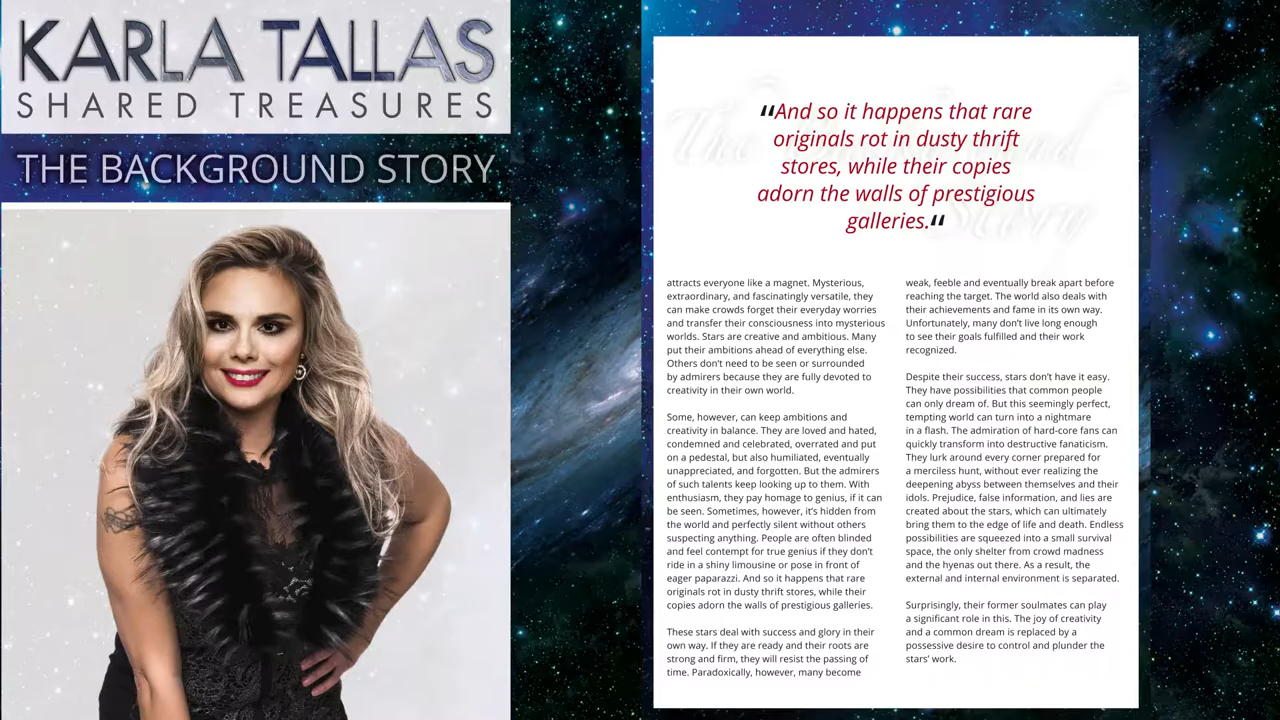 KARLA TALLAS
SHARED TREASURES
THE BACKGROUND STORY
“And so it happens that rare
originals rot in dusty thrift
stores, while their copies
adorn the walls of prestigious
galleries.“
attracts everyone like a magnet. Mysterious,
extraordinary, and fascinatingly versatile, they
can make crowds forget their everyday worries
and transfer their consciousness into mysterious
worlds. Stars are creative and ambitious. Many
put their ambitions ahead of everything else.
Others don’t need to be seen or surrounded
by admirers because they are fully devoted to
creativity in their own world.
Some, however, can keep ambitions and
creativity in balance. They are loved and hated,
condemned and celebrated, overrated and put
on a pedestal, but also humiliated, eventually
unappreciated, and forgotten. But the admirers
of such talents keep looking up to them. With
enthusiasm, they pay homage to genius, if it can
be seen. Sometimes, however, it’s hidden from
the world and perfectly silent without others
suspecting anything. People are often blinded
and feel contempt for true genius if they don’t
ride in a shiny limousine or pose in front of
eager paparazzi. And so it happens that rare
originals rot in dusty thrift stores, while their
copies adorn the walls of prestigious galleries.
These stars deal with success and glory in their
own way. If they are ready and their roots are
strong and firm, they will resist the passing of
time. Paradoxically, however, many become
weak, feeble and eventually break apart before
reaching the target. The world also deals with
their achievements and fame in its own way.
Unfortunately, many don’t live long enough
to see their goals fulfilled and their work
recognized.
Despite their success, stars don’t have it easy.
They have possibilities that common people
can only dream of. But this seemingly perfect,
tempting world can turn into a nightmare
in a flash. The admiration of hard-core fans can
quickly transform into destructive fanaticism.
They lurk around every corner prepared for
a merciless hunt, without ever realizing the
deepening abyss between themselves and their
idols. Prejudice, false information, and lies are
created about the stars, which can ultimately
bring them to the edge of life and death. Endless
possibilities are squeezed into a small survival
space, the only shelter from crowd madness
and the hyenas out there. As a result, the
external and internal environment is separated.
Surprisingly, their former soulmates can play
a significant role in this. The joy of creativity
and a common dream is replaced by a
possessive desire to control and plunder the
stars’ work.